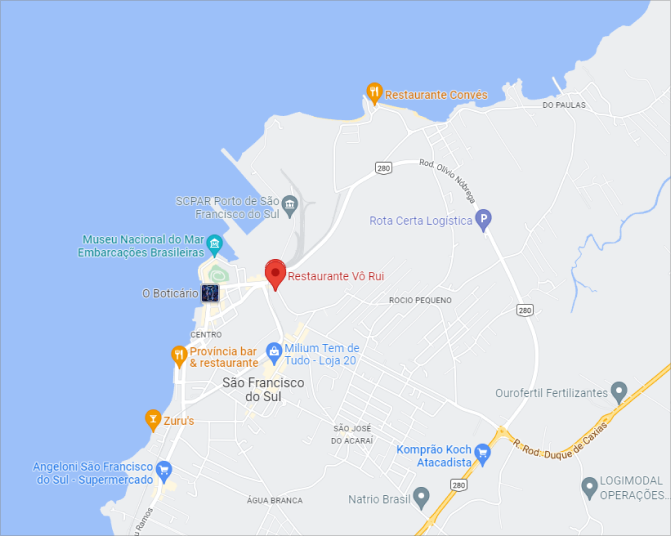 Restaurante Convés
DO PAULAS
280
Rod. Olívio Nóbrega
SCPAR Porto de São
Francisco do Sul
Rota Certa Logística
P
Museu Nacional do Mar
Embarcações Brasileiras
Restaurante Vô Rui
O Boticário
ROCIO PEQUENO
280
CENTRO
Província bar
& restaurante
Milium Tem de
Tudo - Loja 20
São Francisco
do Sul
Ourofertil Fertilizantes
Zuru's
SÃO JOSÉ
DO ACARAÍ
R. Rod. Duque de Caxias
Komprão Koch
Atacadista
Angeloni São Francisco
do Sul - Supermercado
280
LOGIMODAL
OPERAÇÕES...
ÁGUA BRANCA
Natrio Brasil
Ramos